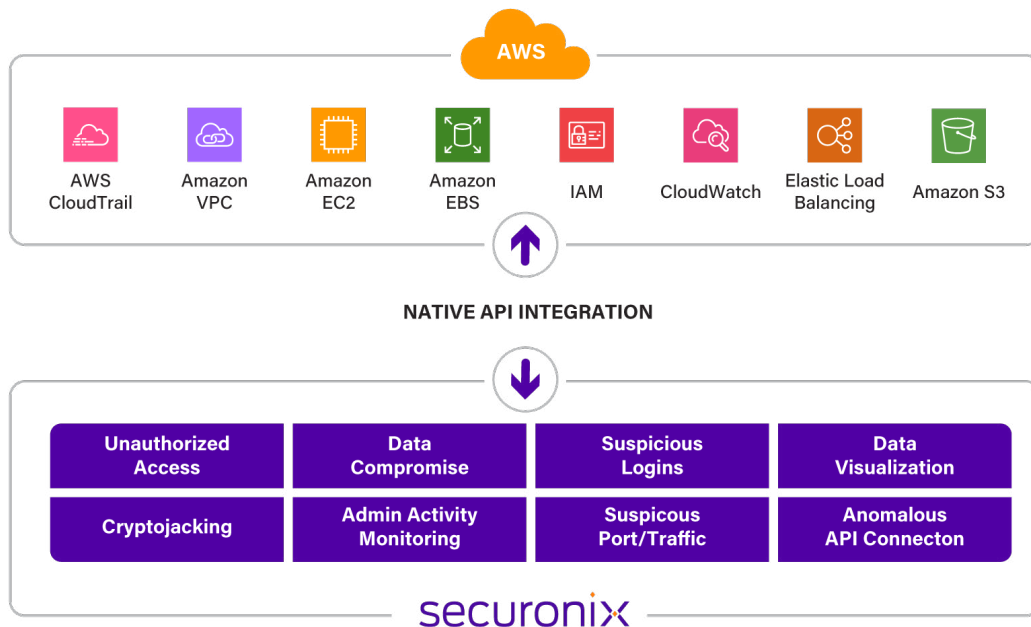 AWS
AWS
CloudTrail
Amazon
VPC
Amazon
EC2
Amazon
EBS
IAM
CloudWatch
Elastic Load
Balancing
Amazon S3
NATIVE API INTEGRATION
Unauthorized
Access
Data
Compromise
Suspicious
Logins
Data
Visualization
Cryptojacking
Admin Activity
Monitoring
Suspicous
Port/Traffic
Anomalous
API Connecton
securonix